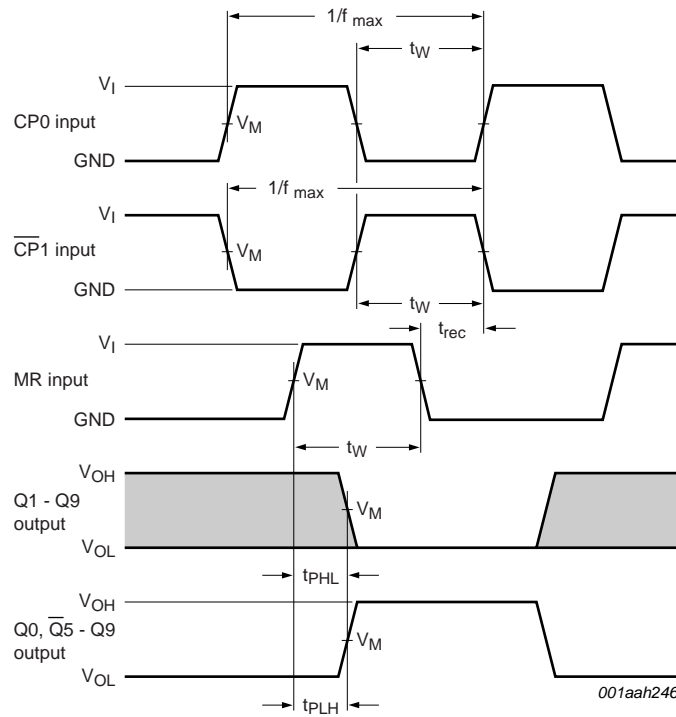 1/f max
tW
VI
CP0 input
VM
GND
1/f max
VI
CP1 input
VM
GND
tW
trec
VI
MR input
VM
GND
tW
VOH
Q1 - Q9
output
VM
VOL
tPHL
VOH
Q0, Q̅5 - Q9
output
VM
VOL
tPLH
001aah246